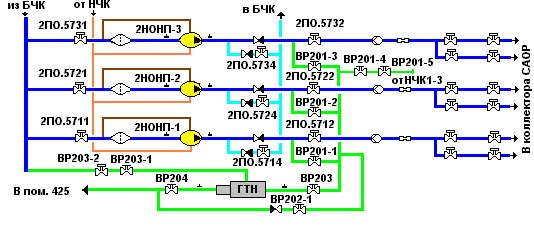 из БЧК
от НЧК
в БЧК
2ПО.5731
2НОНП-3
2ПО.5732
ВР201-3
ВР201-4
ВР201-5
2ПО.5734
2ПО.5721
2НОНП-2
2ПО.5722
отНЧК1-3
2ПО.5724
ВР201-2
2ПО.5711
2НОНП-1
2ПО.5712
2ПО.5714
ВР201-1
ВР203-2
ВР203-1
В пом. 425
ВР204
ГТН
ВР203
ВР202-1
В коллектора САОР